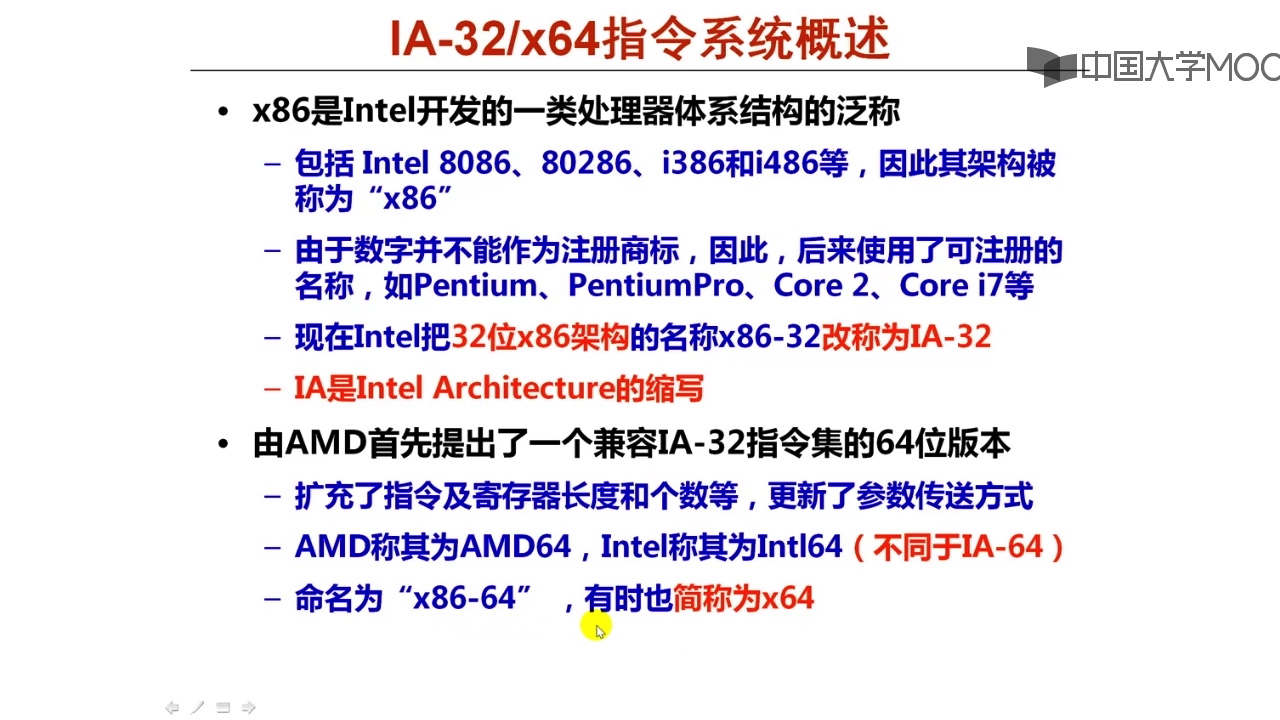 IA-32/x64指令系统概述
中国大学MOO
• x86是Intel开发的一类处理器体系结构的泛称
– 包括 Intel 8086、80286、i386和i486等，因此其架构被
称为“x86”
– 由于数字并不能作为注册商标，因此，后来使用了可注册的
名称，如Pentium、PentiumPro、Core 2、Core i7等
– 现在Intel把32位x86架构的名称x86-32改称为IA-32
– IA是Intel Architecture的缩写
• 由AMD首先提出了一个兼容IA-32指令集的64位版本
– 扩充了指令及寄存器长度和个数等，更新了参数传送方式
– AMD称其为AMD64，Intel称其为Intl64（不同于IA-64）
– 命名为“x86-64” ，有时也简称为x64